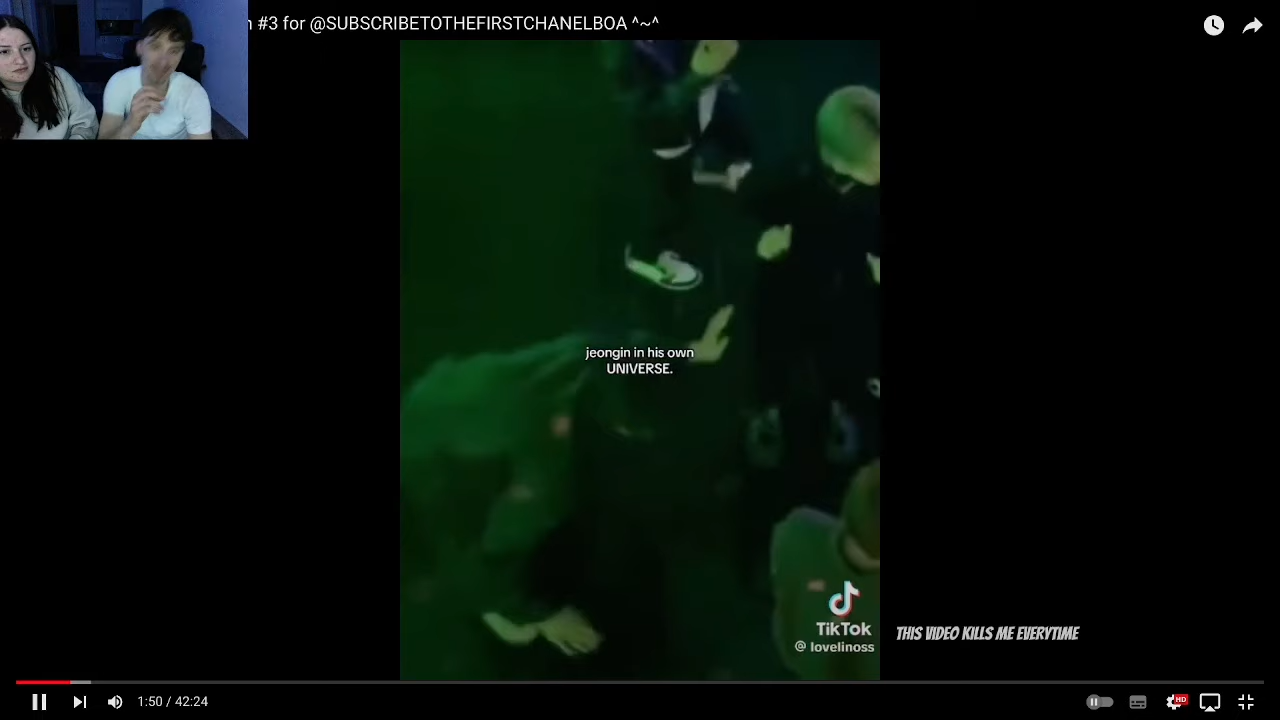 #3 for @SUBSCRIBETOTHEFIRSTCHANELBOA ^~^
jeongin in his own
UNIVERSE.
TikTok
@ lovelinoss
THIS VIDEO KILLS ME EVERYTIME
1:50 / 42:24
HD